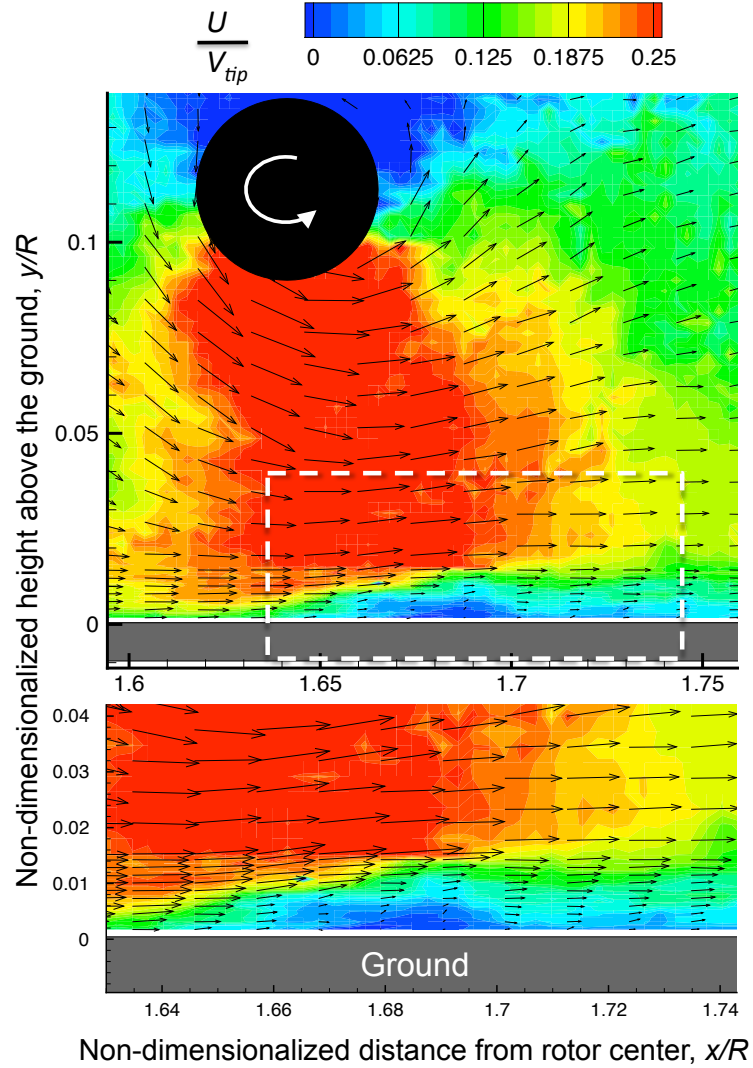 U
V_tip
0 0.0625 0.125 0.1875 0.25
Non-dimensionalized height above the ground, y/R
0.1
0.05
0
1.6 1.65 1.7 1.75
0.04
0.03
0.02
0.01
0
Ground
1.64 1.66 1.68 1.7 1.72 1.74
Non-dimensionalized distance from rotor center, x/R